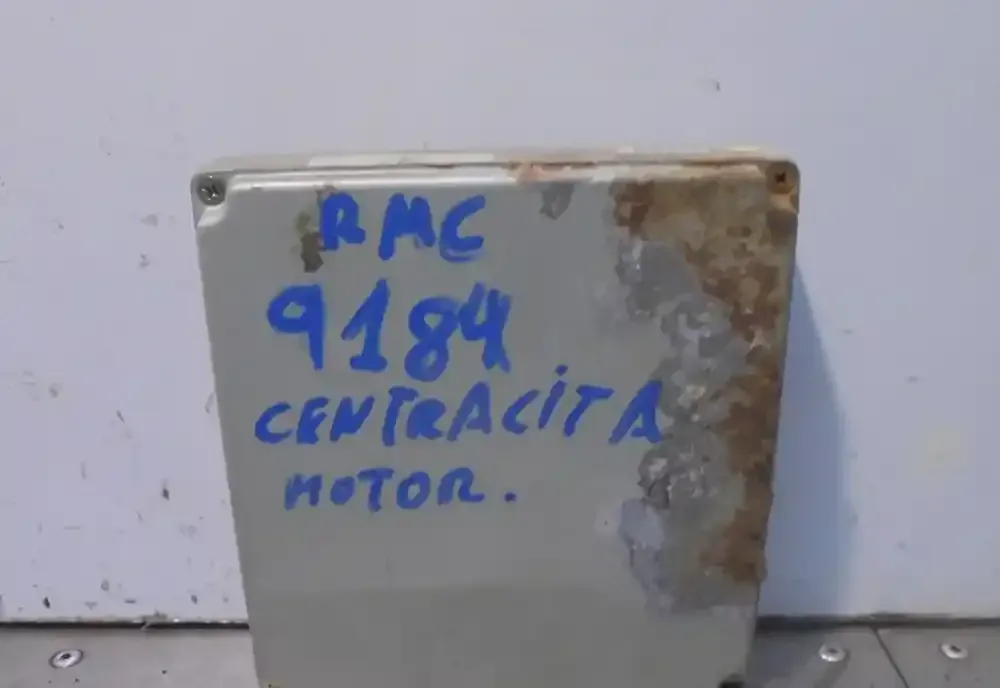 RMC
9184
CENTRACITA
MOTOR.